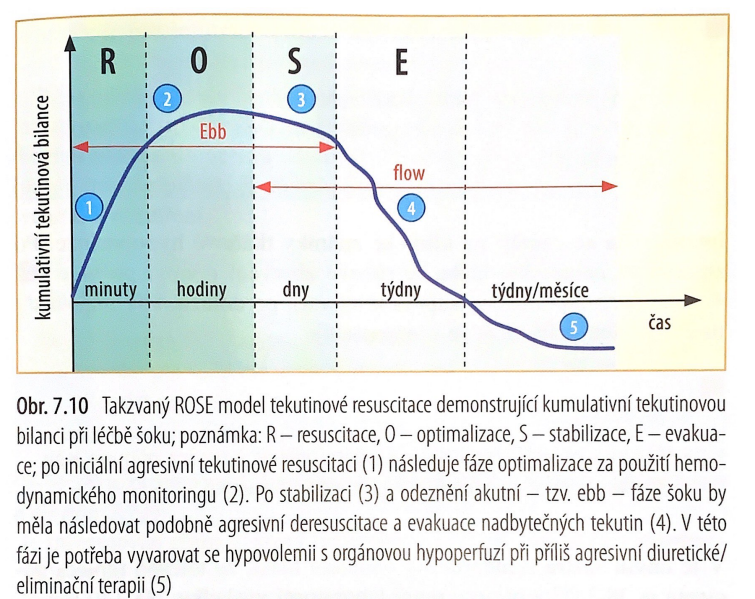 R O S E
2 3
Ebb
flow
1 4
kumulativní tekutinová bilance
minuty hodiny dny týdny týdny/měsíce
5 čas
Obr. 7.10 Takzvaný ROSE model tekutinové resuscitace demonstrující kumulativní tekutinovou
bilanci při léčbě šoku; poznámka: R – resuscitace, O – optimalizace, S – stabilizace, E – evakua-
ce; po iniciální agresivní tekutinové resuscitaci (1) následuje fáze optimalizace za použití hemo-
dynamického monitoringu (2). Po stabilizaci (3) a odeznění akutní – tzv. ebb – fáze šoku by
měla následovat podobně agresivní deresuscitace a evakuace nadbytečných tekutin (4). V této
fázi je potřeba vyvarovat se hypovolemii s orgánovou hypoperfuzí při příliš agresivní diuretické/
eliminační terapii (5)